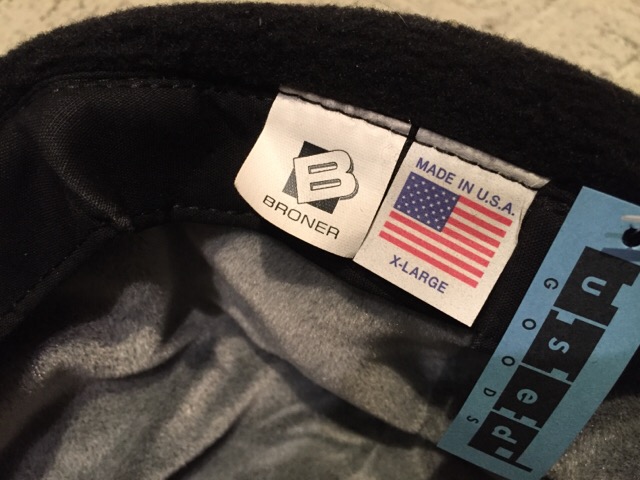 B
BRONER
MADE IN U.S.A.
X-LARGE
used
GOODS